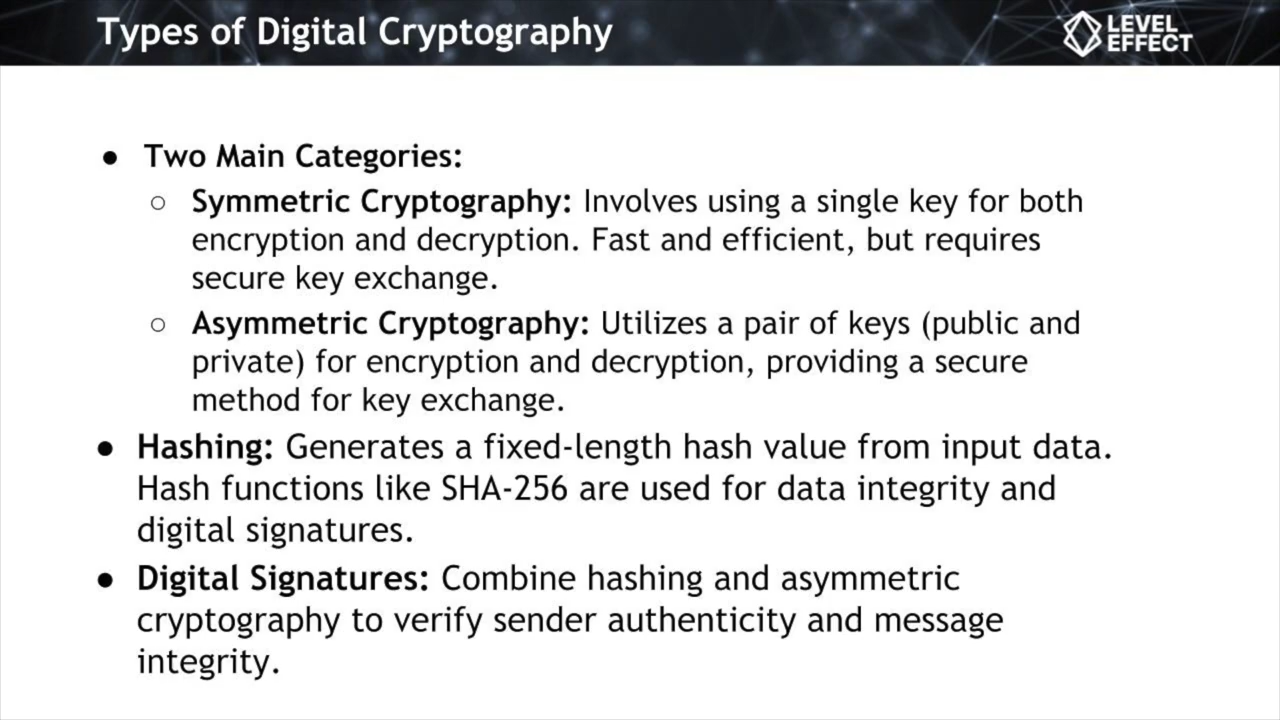 Types of Digital Cryptography
LEVEL
EFFECT
● Two Main Categories:
○ Symmetric Cryptography: Involves using a single key for both
encryption and decryption. Fast and efficient, but requires
secure key exchange.
○ Asymmetric Cryptography: Utilizes a pair of keys (public and
private) for encryption and decryption, providing a secure
method for key exchange.
● Hashing: Generates a fixed-length hash value from input data.
Hash functions like SHA-256 are used for data integrity and
digital signatures.
● Digital Signatures: Combine hashing and asymmetric
cryptography to verify sender authenticity and message
integrity.